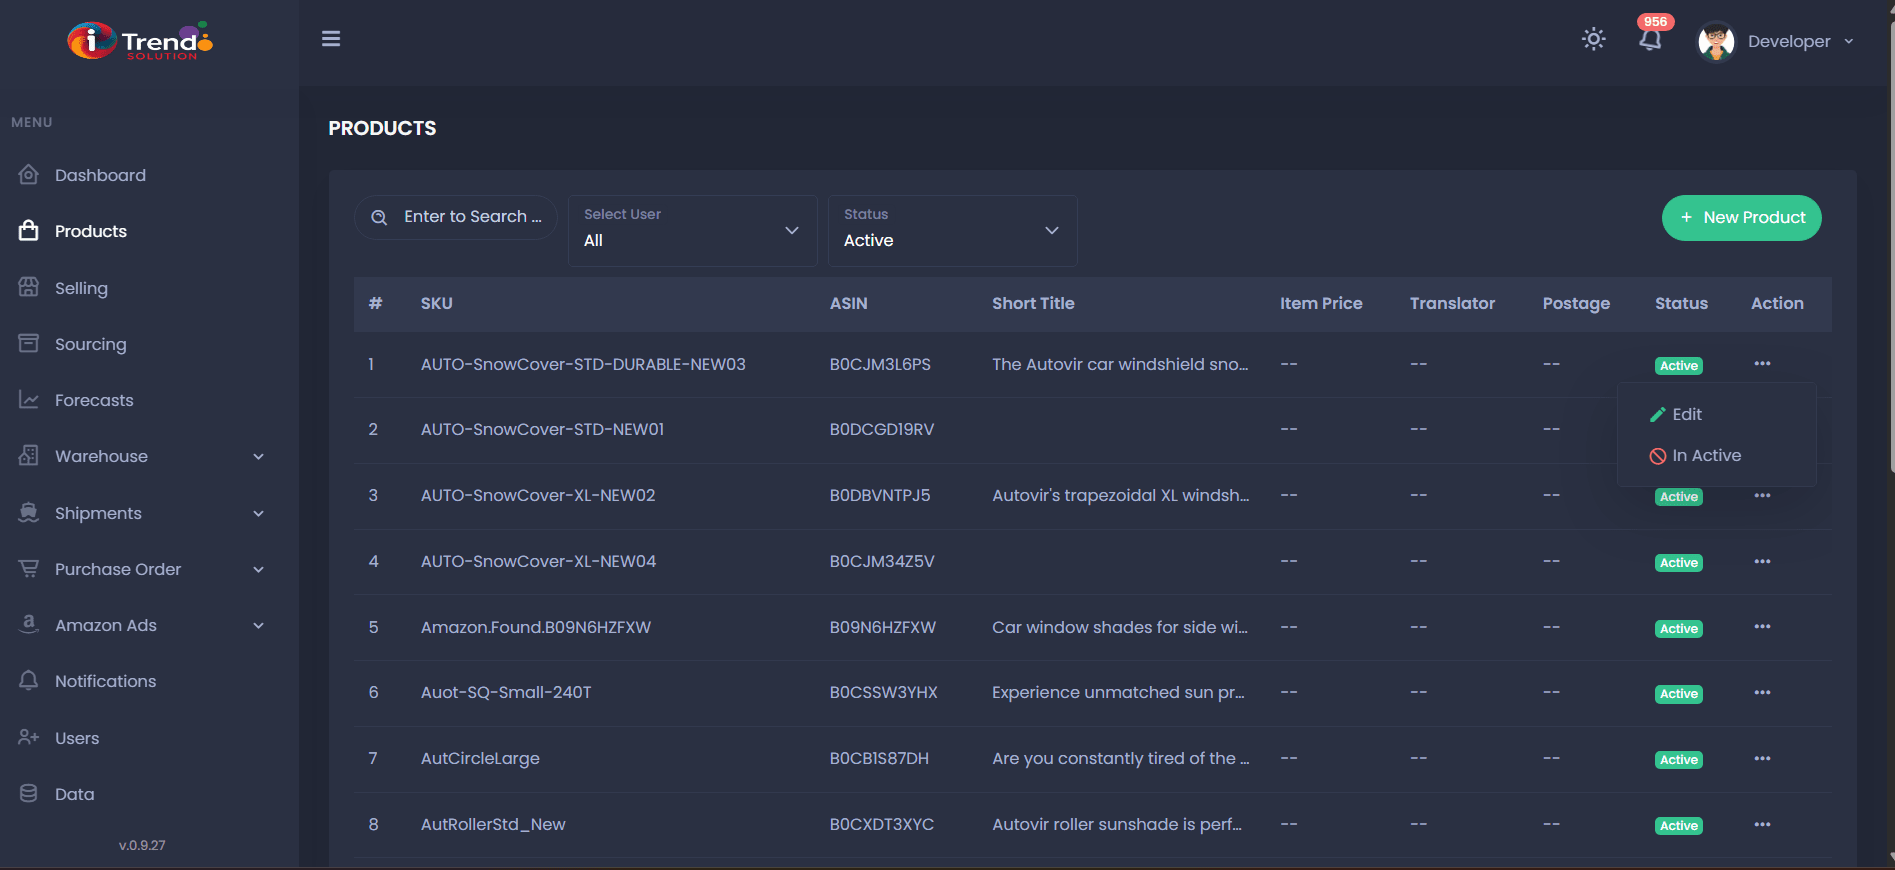 i Trend
SOLUTION
956
Developer
MENU
Dashboard
Products
Selling
Sourcing
Forecasts
Warehouse
Shipments
Purchase Order
Amazon Ads
Notifications
Users
Data
v.0.9.27
PRODUCTS
Enter to Search ...
Select User
All
Status
Active
+ New Product
# SKU ASIN Short Title Item Price Translator Postage Status Action
1 AUTO-SnowCover-STD-DURABLE-NEW03 B0CJM3L6PS The Autovir car windshield sno... -- -- -- Active •••
Edit
In Active
2 AUTO-SnowCover-STD-NEW01 B0DCGD19RV -- -- --
3 AUTO-SnowCover-XL-NEW02 B0DBVNTPJ5 Autovir's trapezoidal XL windsh... -- -- -- Active •••
4 AUTO-SnowCover-XL-NEW04 B0CJM34Z5V -- -- -- Active •••
5 Amazon.Found.B09N6HZFXW B09N6HZFXW Car window shades for side wi... -- -- -- Active •••
6 Auot-SQ-Small-240T B0CSSW3YHX Experience unmatched sun pr... -- -- -- Active •••
7 AutCircleLarge B0CB1S87DH Are you constantly tired of the ... -- -- -- Active •••
8 AutRollerStd_New B0CXDT3XYC Autovir roller sunshade is perf... -- -- -- Active •••